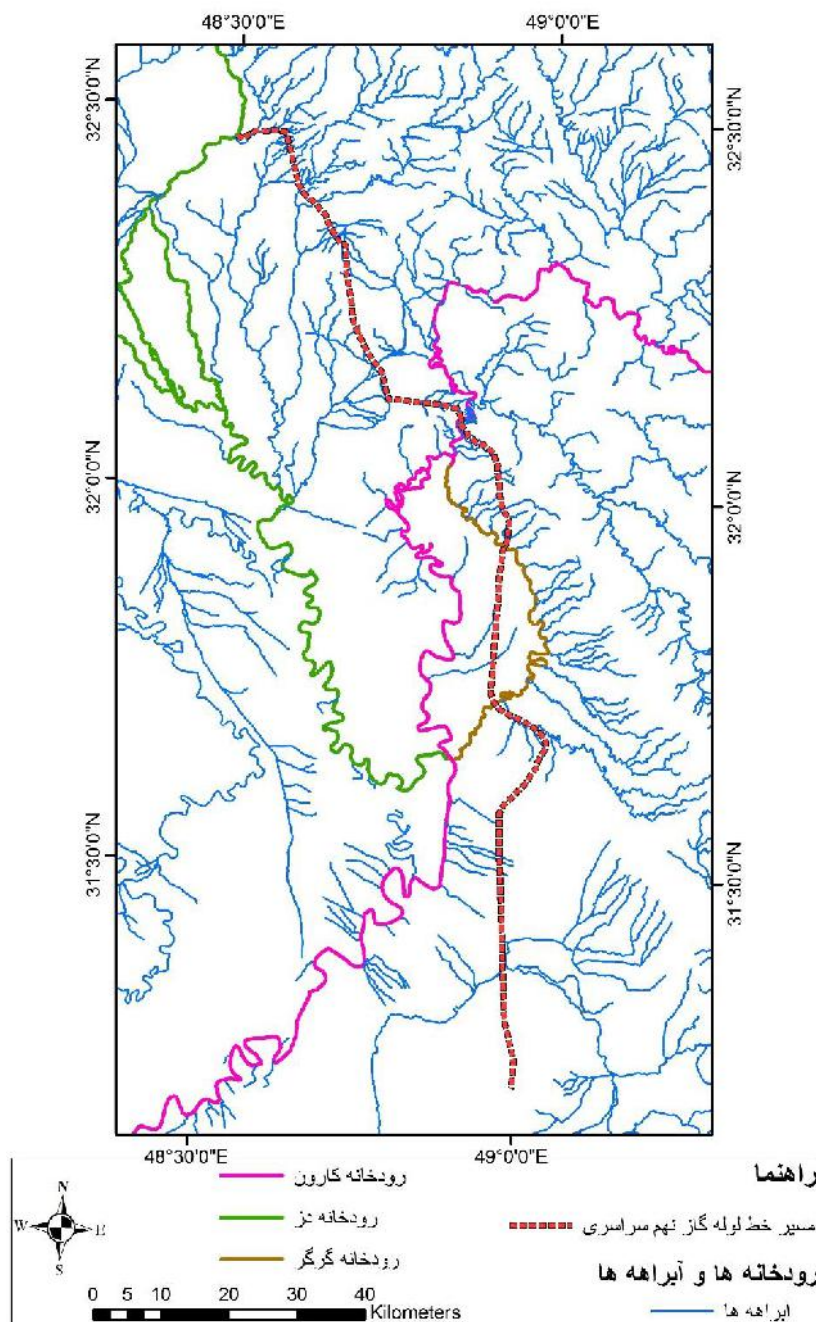 48°30'0"E 49°0'0"E
32°30'0"N
32°30'0"N
32°0'0"N
32°0'0"N
31°30'0"N
31°30'0"N
48°30'0"E 49°0'0"E
راهنما
مسیر خط لوله گاز نهم سراسری
رودخانه ها و آبراهه ها
ابراهه ها
رودخانه کارون
رودخانه دز
رودخانه گرگر
N
W E
S
0 5 10 20 30 40
Kilometers